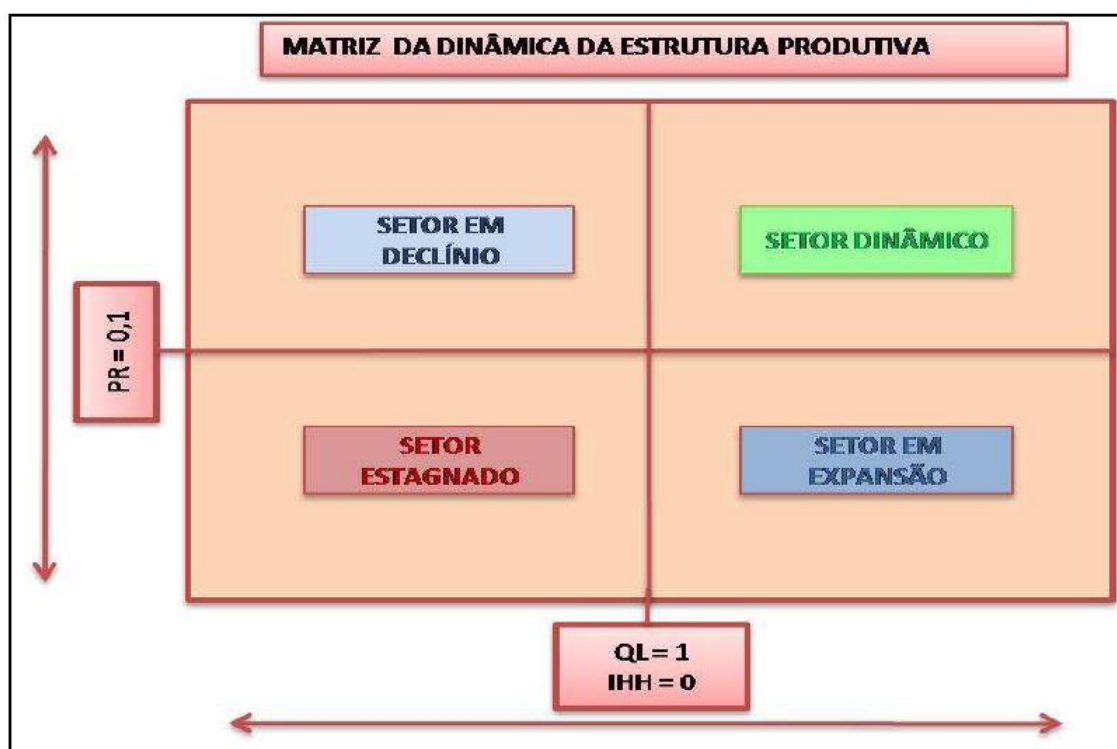 MATRIZ DA DINÂMICA DA ESTRUTURA PRODUTIVA
SETOR EM
DECLÍNIO
SETOR DINÂMICO
PR = 0,1
SETOR
ESTAGNADO
SETOR EM
EXPANSÃO
QL = 1
IHH = 0